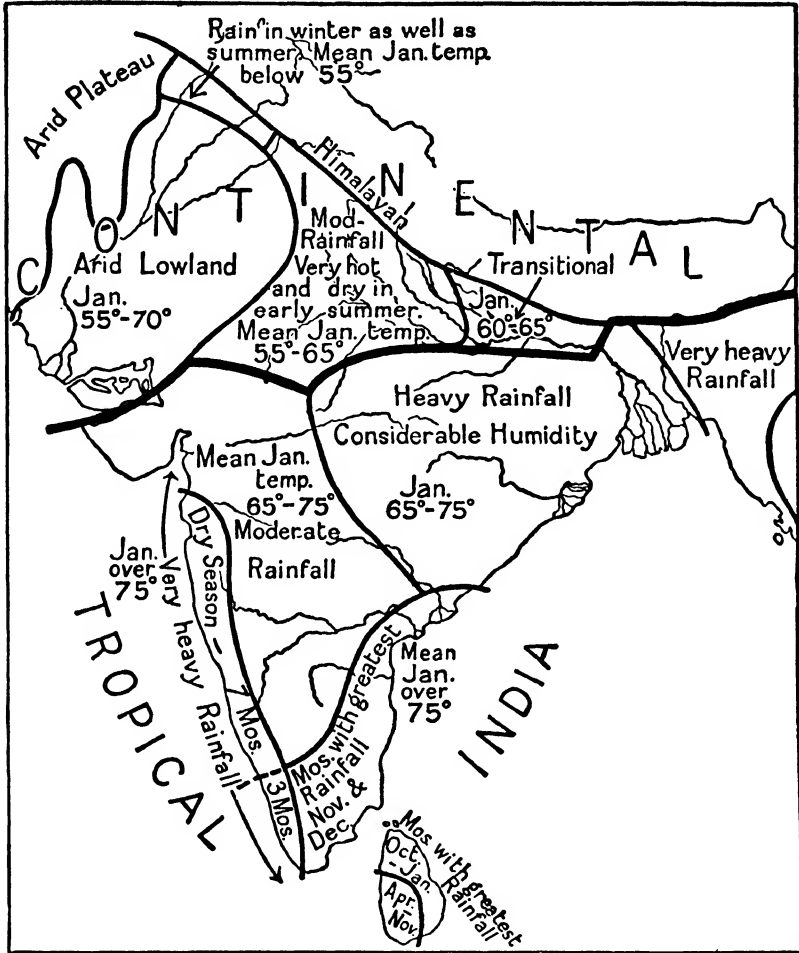 Rain in winter as well as
summer. Mean Jan. temp.
below 55°
Arid Plateau
CONTINENTAL
Himalayan
Mod-
Rainfall
Very hot
and dry in
early summer.
Mean Jan. temp.
55°-65°
Arid Lowland
Jan.
55°-70°
Transitional
Jan.
60°-65°
Very heavy
Rainfall
Heavy Rainfall
Considerable Humidity
Jan.
65°-75°
Mean Jan.
temp.
65°-75°
Moderate
Rainfall
Jan.
over
75°
Very heavy Rainfall
Dry Season - 7 Mos.
3 Mos.
TROPICAL
INDIA
Mean
Jan.
over
75°
Mos. with greatest
Rainfall
Nov. &
Dec.
Mos. with greatest
Rainfall
Oct.
-Jan.
Apr.
-
Nov.